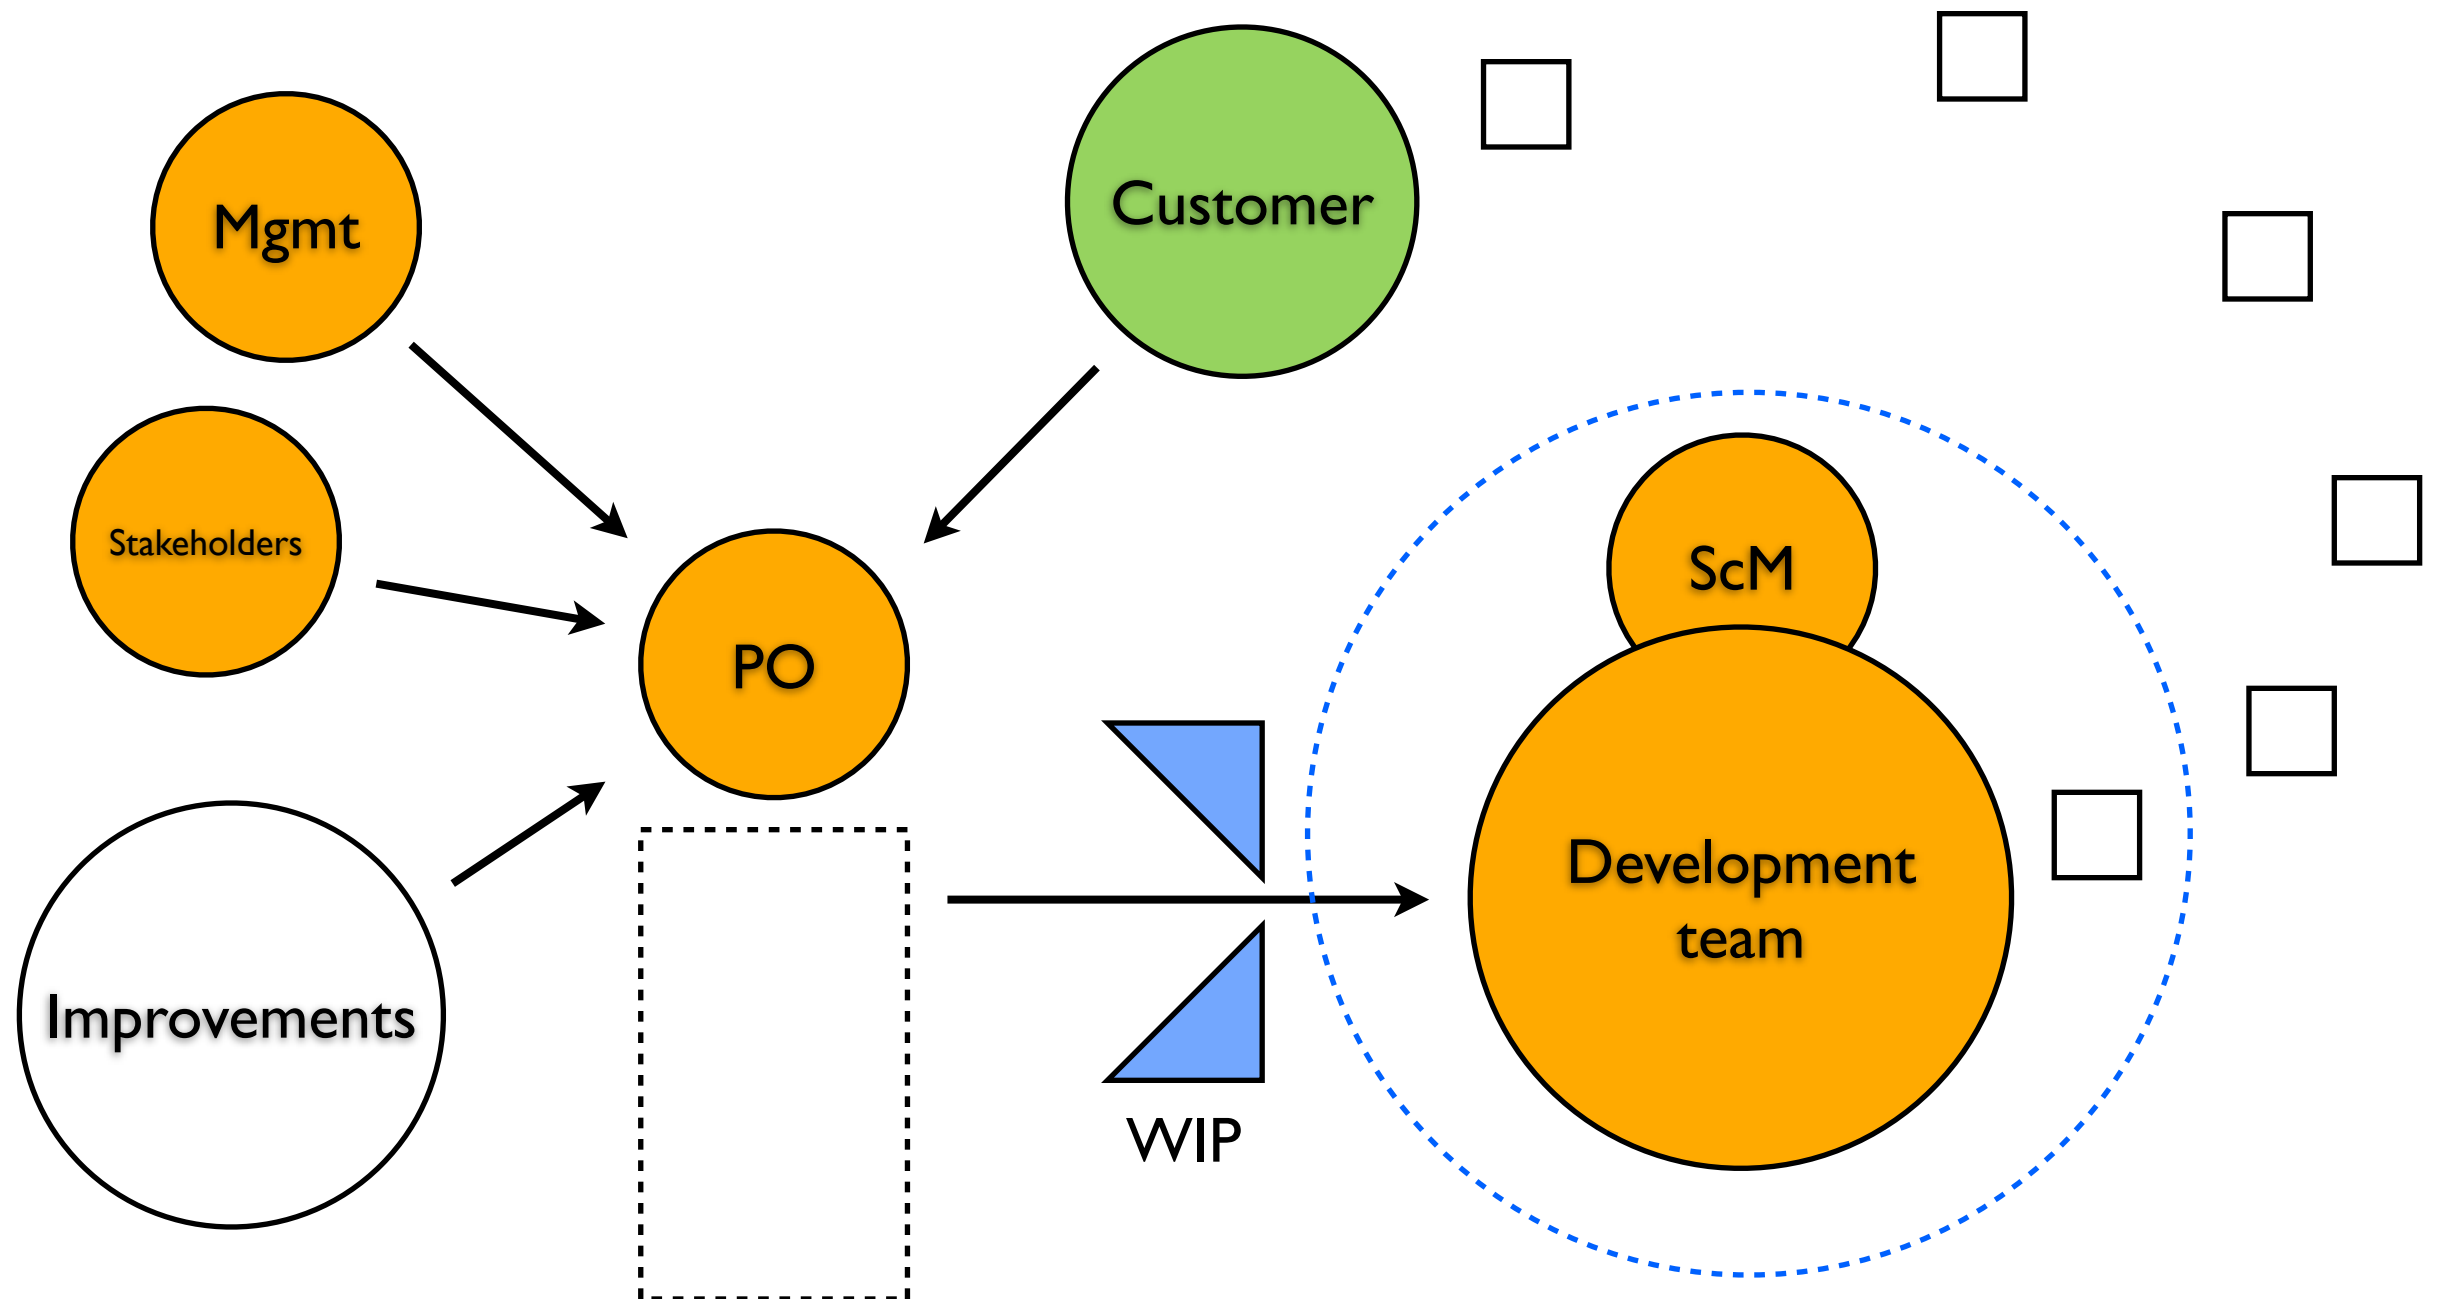 Mgmt
Customer
Stakeholders
ScM
PO
Development
team
Improvements
WIP